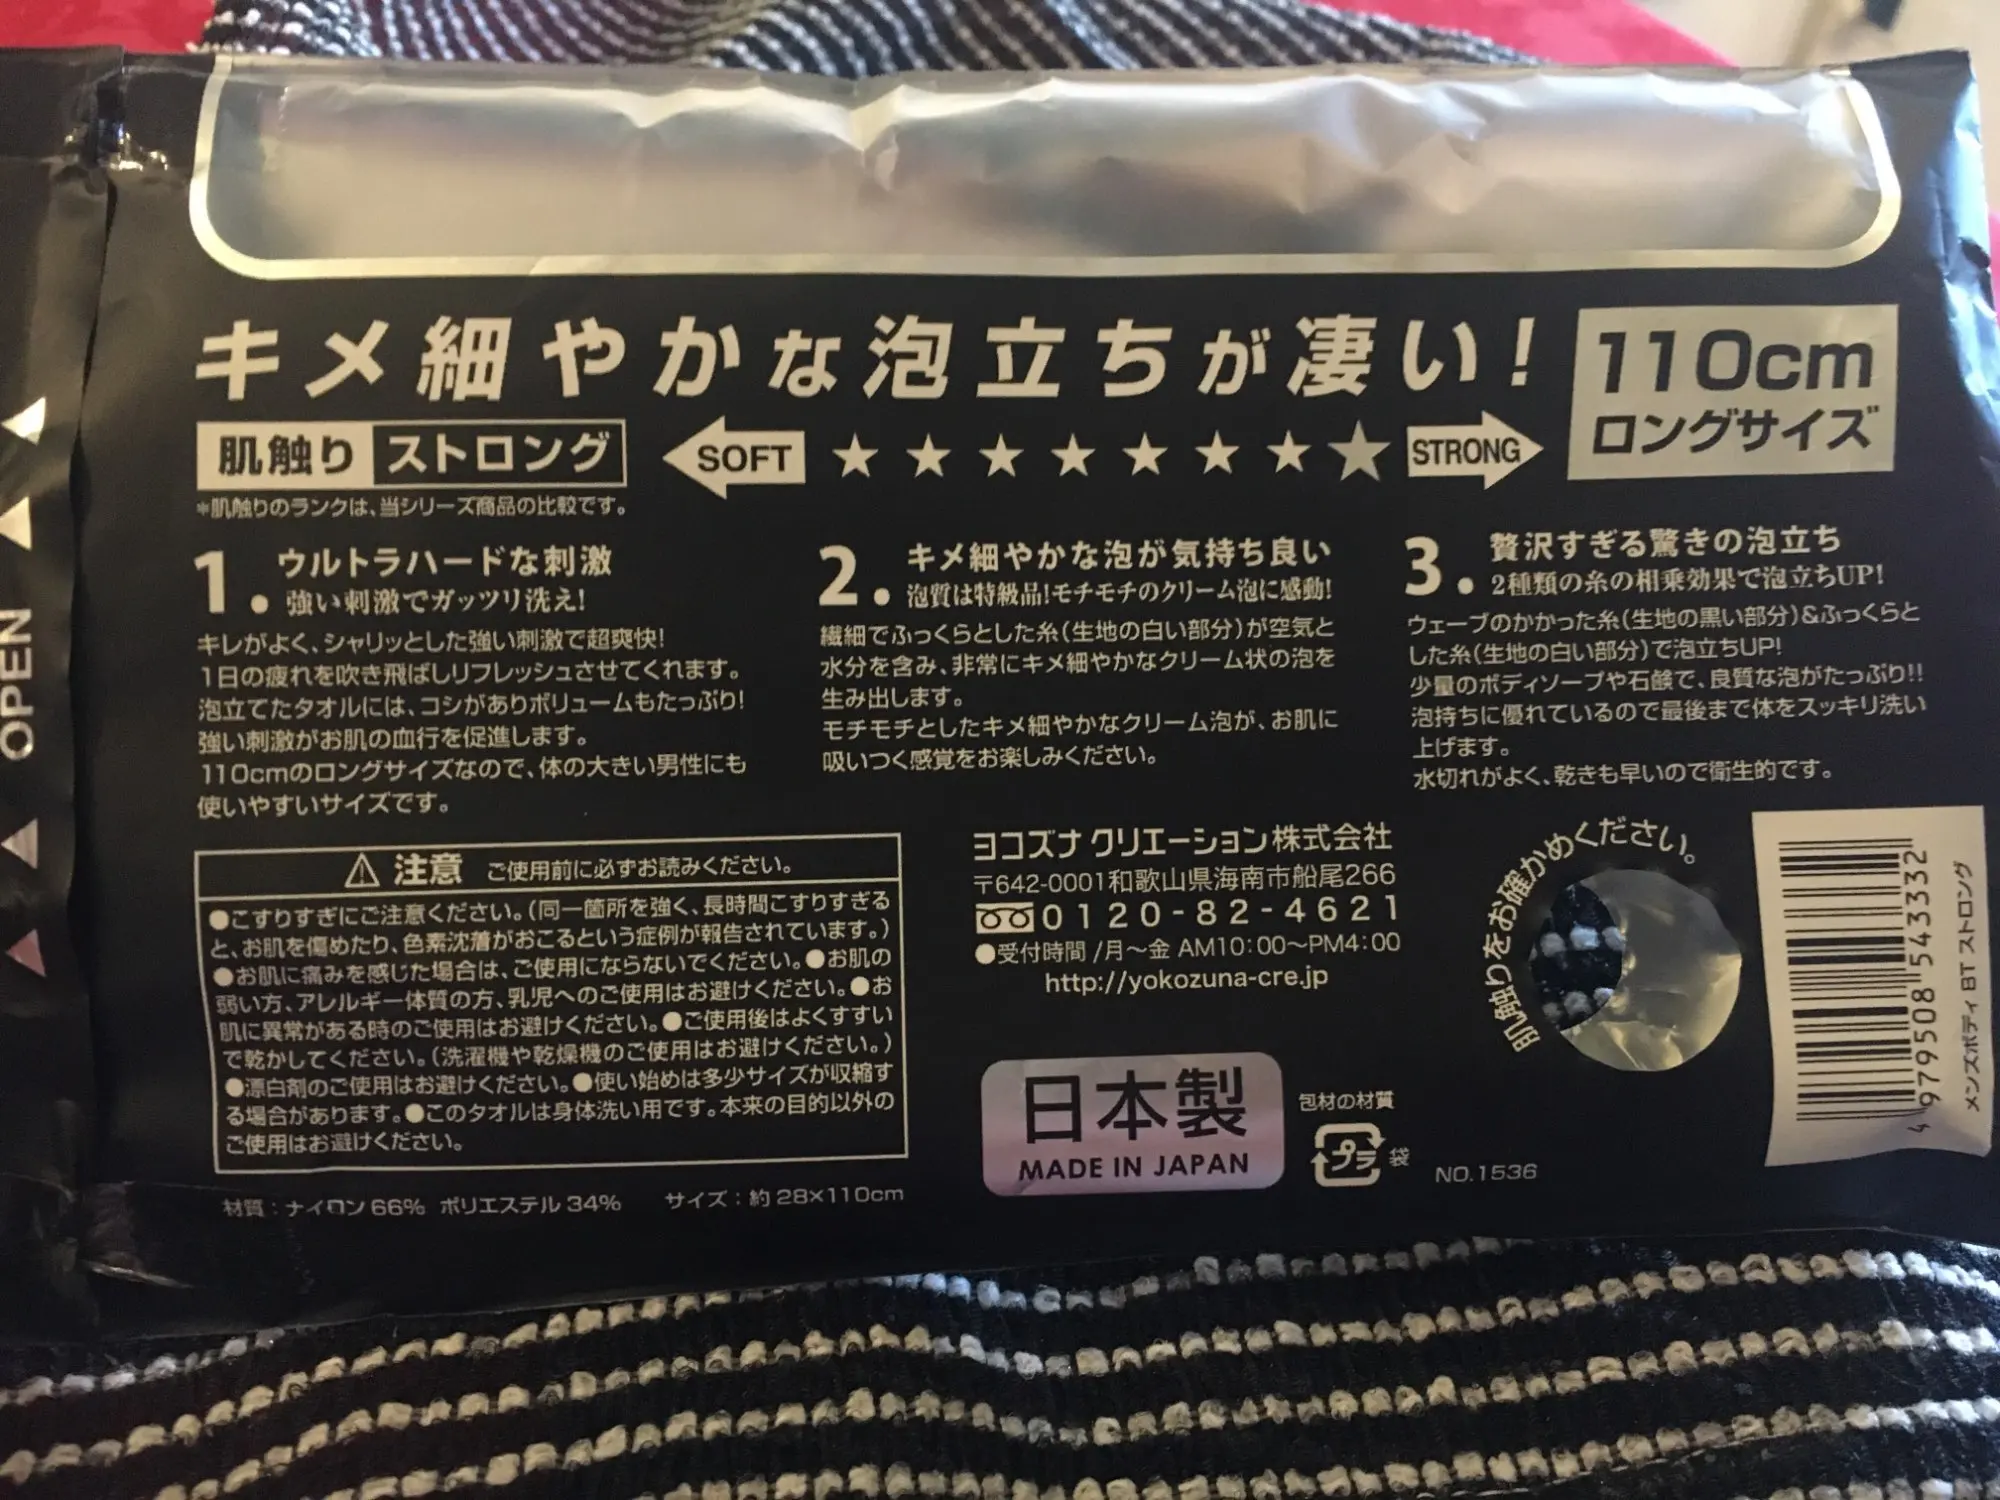 OPEN
キメ細やかな泡立ちが凄い!
110cm
ロングサイズ
肌触り ストロング
SOFT ★★★★★★★★ STRONG
*肌触りのランクは、当シリーズ商品の比較です。
1. ウルトラハードな刺激
強い刺激でガッツリ洗え!
キレがよく、シャリッとした強い刺激で超爽快!
1日の疲れを吹き飛ばしリフレッシュさせてくれます。
泡立てたタオルには、コシがありボリュームもたっぷり!
強い刺激がお肌の血行を促進します。
110cmのロングサイズなので、体の大きい男性にも
使いやすいサイズです。
2. キメ細やかな泡が気持ち良い
泡質は特級品!モチモチのクリーム泡に感動!
繊細でふっくらとした糸(生地の白い部分)が空気と
水分を含み、非常にキメ細やかなクリーム状の泡を
生み出します。
モチモチとしたキメ細やかなクリーム泡が、お肌に
吸いつく感覚をお楽しみください。
3. 贅沢すぎる驚きの泡立ち
2種類の糸の相乗効果で泡立ちUP!
ウェーブのかかった糸(生地の黒い部分)&ふっくらと
した糸(生地の白い部分)で泡立ちUP!
少量のボディソープや石鹸で、良質な泡がたっぷり!!
泡持ちに優れているので最後まで体をスッキリ洗い
上げます。
水切れがよく、乾きも早いので衛生的です。
⚠ 注意 ご使用前に必ずお読みください。
●こすりすぎにご注意ください。(同一箇所を強く、長時間こすりすぎる
と、お肌を傷めたり、色素沈着がおこるという症例が報告されています。)
●お肌に痛みを感じた場合は、ご使用にならないでください。●お肌の
弱い方、アレルギー体質の方、乳児へのご使用はお避けください。●お
肌に異常がある時のご使用はお避けください。●ご使用後はよくすすい
で乾かしてください。(洗濯機や乾燥機のご使用はお避けください。)
●漂白剤のご使用はお避けください。●使い始めは多少サイズが収縮す
る場合があります。●このタオルは身体洗い用です。本来の目的以外の
ご使用はお避けください。
材質:ナイロン66% ポリエステル34% サイズ:約28×110cm
ヨコズナ クリエーション株式会社
〒642-0001和歌山県海南市船尾266
0120-82-4621
●受付時間/月〜金 AM10:00〜PM4:00
http://yokozuna-cre.jp
日本製
MADE IN JAPAN
包材の材質
プラ 袋
NO.1536
肌触りをお確かめください。
4 979508 543332
メンズボディ BT ストロング